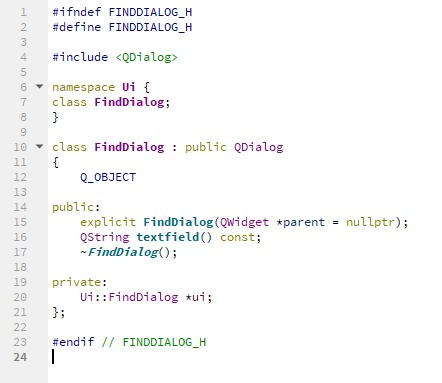 1 #ifndef FINDDIALOG_H
2 #define FINDDIALOG_H
3
4 #include <QDialog>
5
6 namespace Ui {
7 class FindDialog;
8 }
9
10 class FindDialog : public QDialog
11 {
12     Q_OBJECT
13
14 public:
15     explicit FindDialog(QWidget *parent = nullptr);
16     QString textfield() const;
17     ~FindDialog();
18
19 private:
20     Ui::FindDialog *ui;
21 };
22
23 #endif // FINDDIALOG_H
24